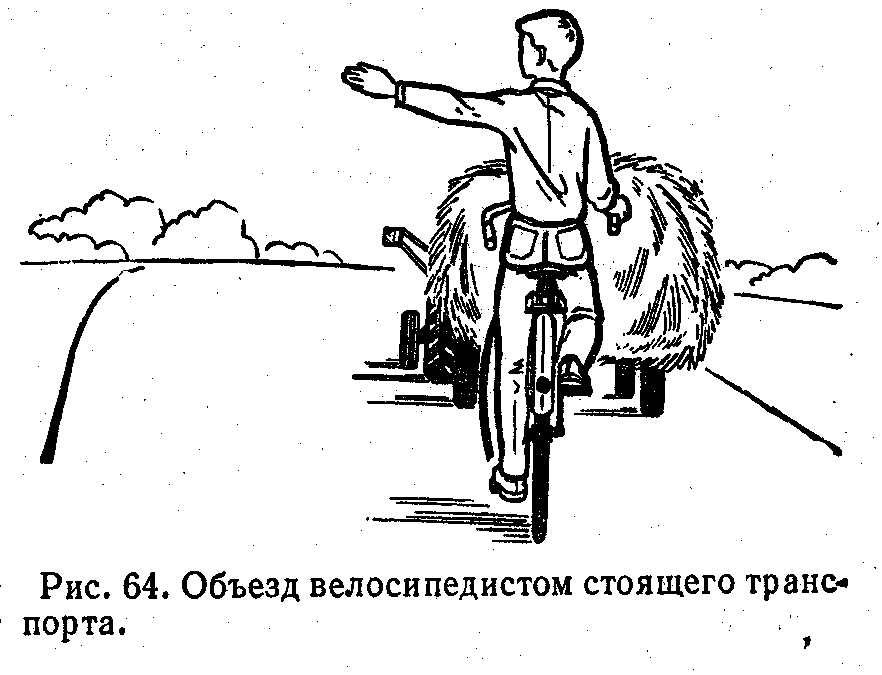 Рис. 64. Объезд велосипедистом стоящего транс-
порта.